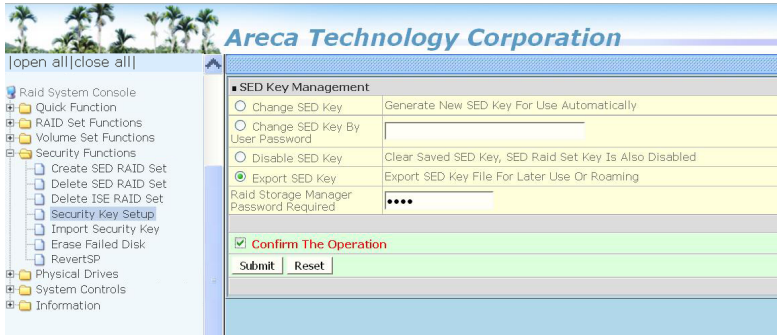 Areca Technology Corporation
|open all|close all|
Raid System Console
Quick Function
RAID Set Functions
Volume Set Functions
Security Functions
Create SED RAID Set
Delete SED RAID Set
Delete ISE RAID Set
Security Key Setup
Import Security Key
Erase Failed Disk
RevertSP
Physical Drives
System Controls
Information
SED Key Management
Change SED Key
Generate New SED Key For Use Automatically
Change SED Key By
User Password
Disable SED Key
Clear Saved SED Key, SED Raid Set Key Is Also Disabled
Export SED Key
Export SED Key File For Later Use Or Roaming
Raid Storage Manager
Password Required
••••
Confirm The Operation
Submit Reset